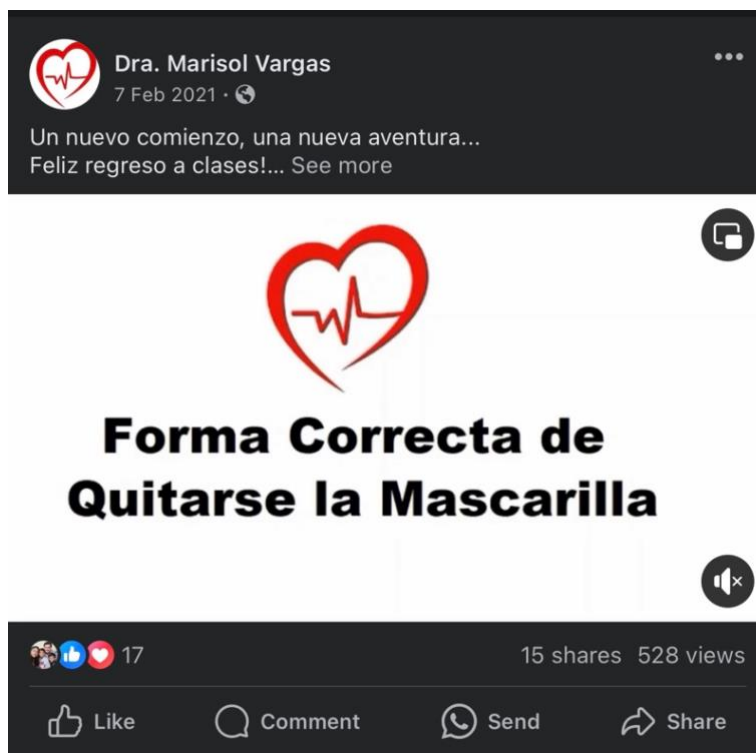 Dra. Marisol Vargas
7 Feb 2021 ·
Un nuevo comienzo, una nueva aventura...
Feliz regreso a clases!... See more
Forma Correcta de
Quitarse la Mascarilla
17
15 shares 528 views
Like
Comment
Send
Share